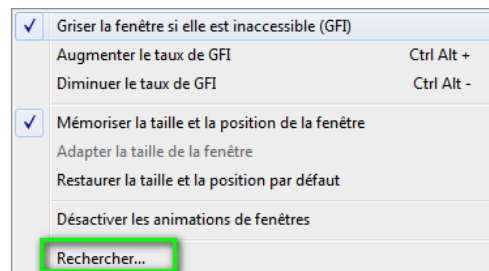 Griser la fenêtre si elle est inaccessible (GFI)
Augmenter le taux de GFI Ctrl Alt +
Diminuer le taux de GFI Ctrl Alt -
Mémoriser la taille et la position de la fenêtre
Adapter la taille de la fenêtre
Restaurer la taille et la position par défaut
Désactiver les animations de fenêtres
Rechercher...